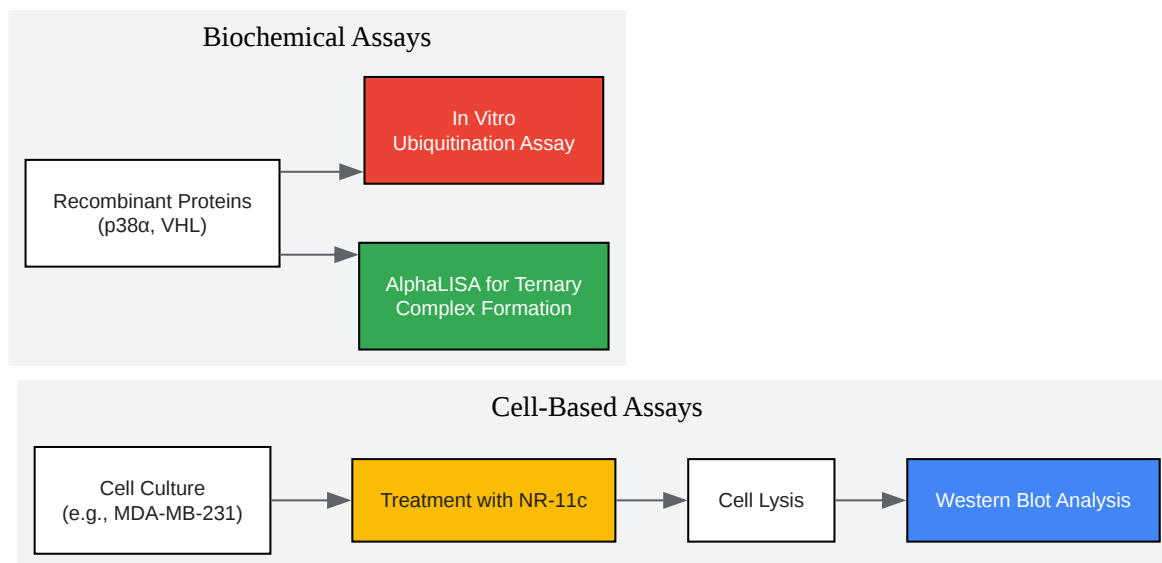 Biochemical Assays
In Vitro
Ubiquitination Assay
Recombinant Proteins
(p38α, VHL)
AlphaLISA for Ternary
Complex Formation
Cell-Based Assays
Cell Culture
(e.g., MDA-MB-231)
Treatment with NR-11c
Cell Lysis
Western Blot Analysis